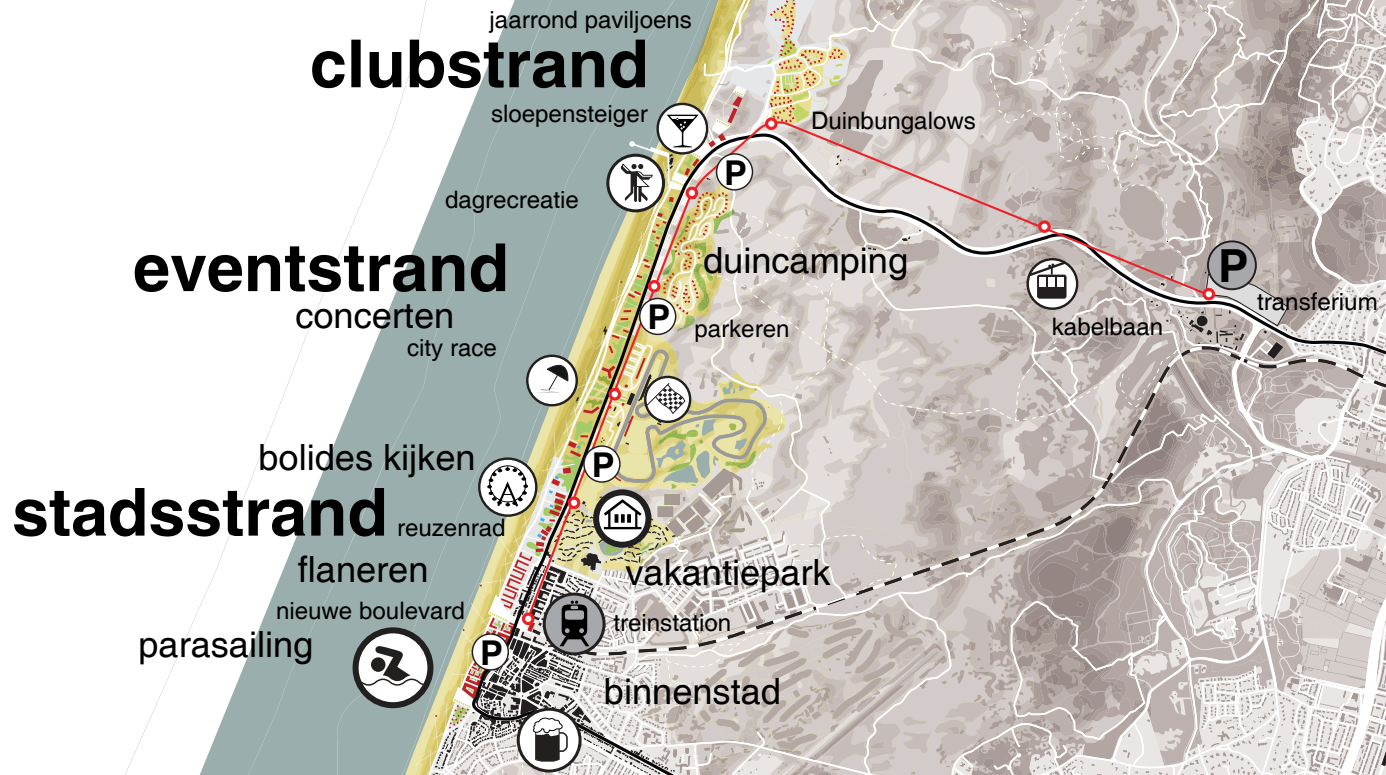 jaarrond paviljoens
clubstrand
sloepensteiger
Duinbungalows
P
dagrecreatie
eventstrand
duincamping
P
concerten
transferium
P
parkeren
kabelbaan
city race
bolides kijken
P
stadsstrand
reuzenrad
flaneren
vakantiepark
nieuwe boulevard
treinstation
parasailing
P
binnenstad